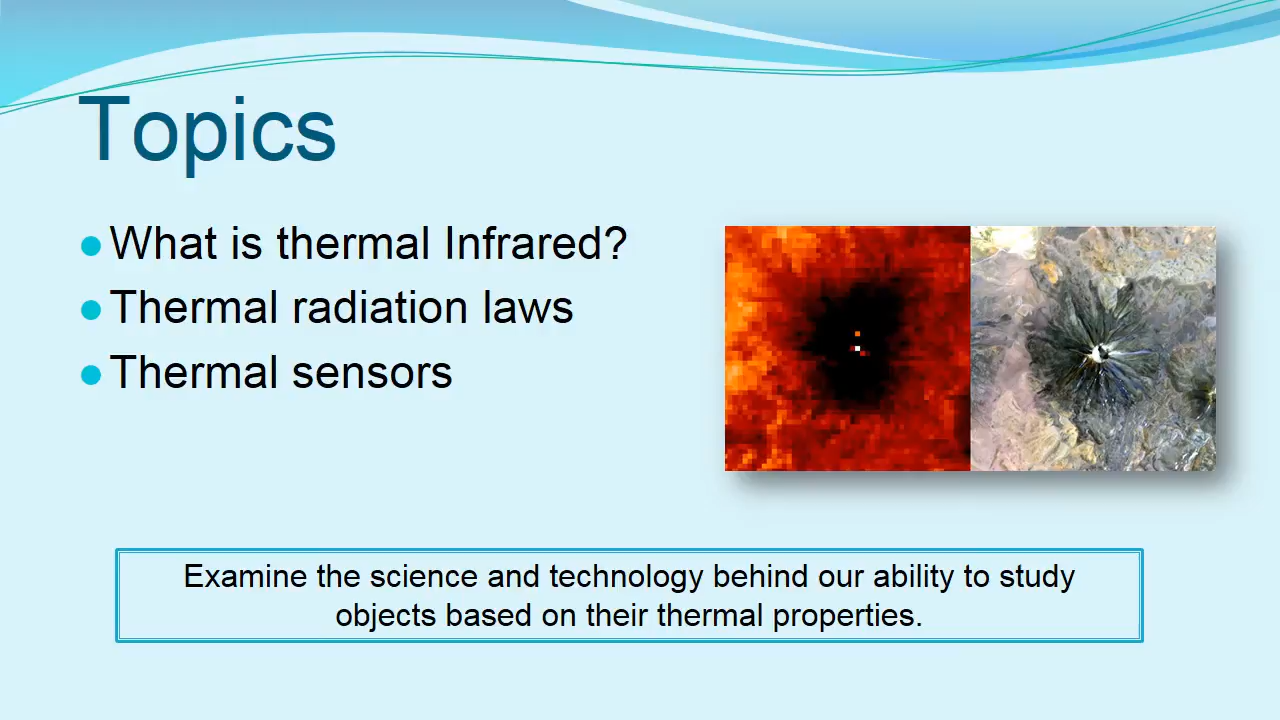 Topics
What is thermal Infrared?
Thermal radiation laws
Thermal sensors
Examine the science and technology behind our ability to study
objects based on their thermal properties.